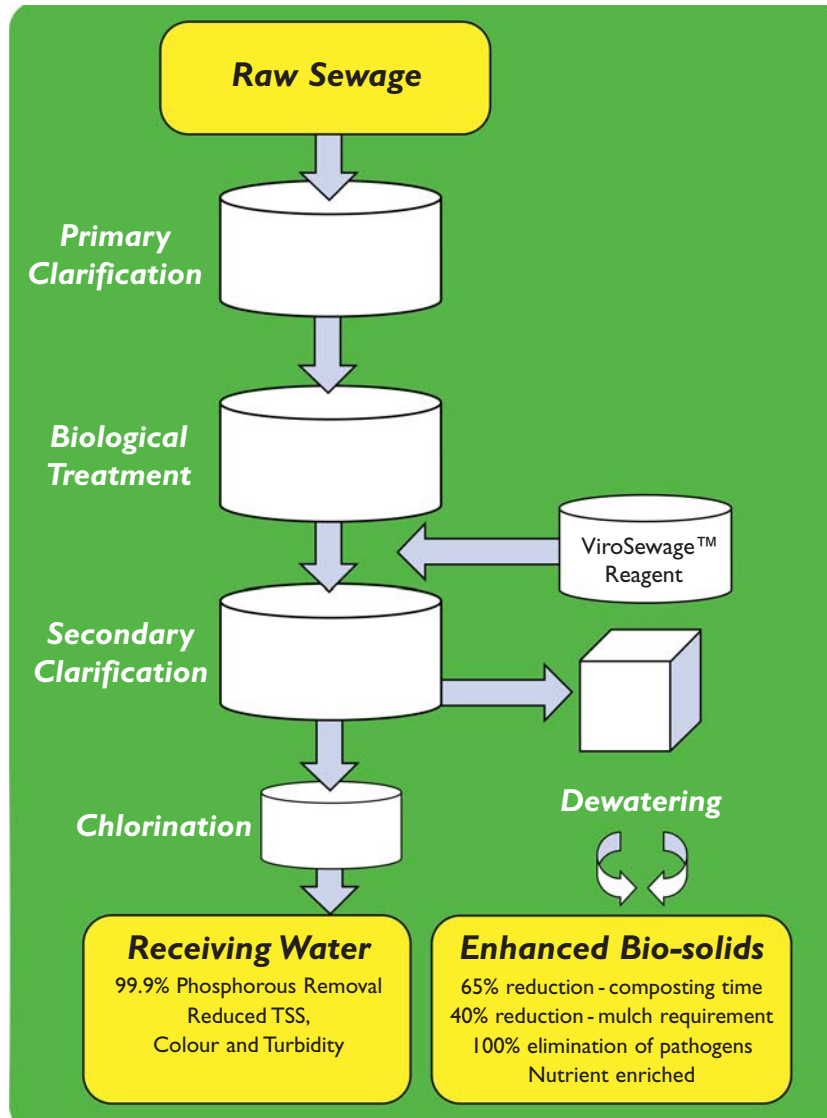 Raw Sewage
Primary
Clarification
Biological
Treatment
ViroSewage™
Reagent
Secondary
Clarification
Dewatering
Chlorination
Receiving Water
99.9% Phosphorous Removal
Reduced TSS,
Colour and Turbidity
Enhanced Bio-solids
65% reduction - composting time
40% reduction - mulch requirement
100% elimination of pathogens
Nutrient enriched